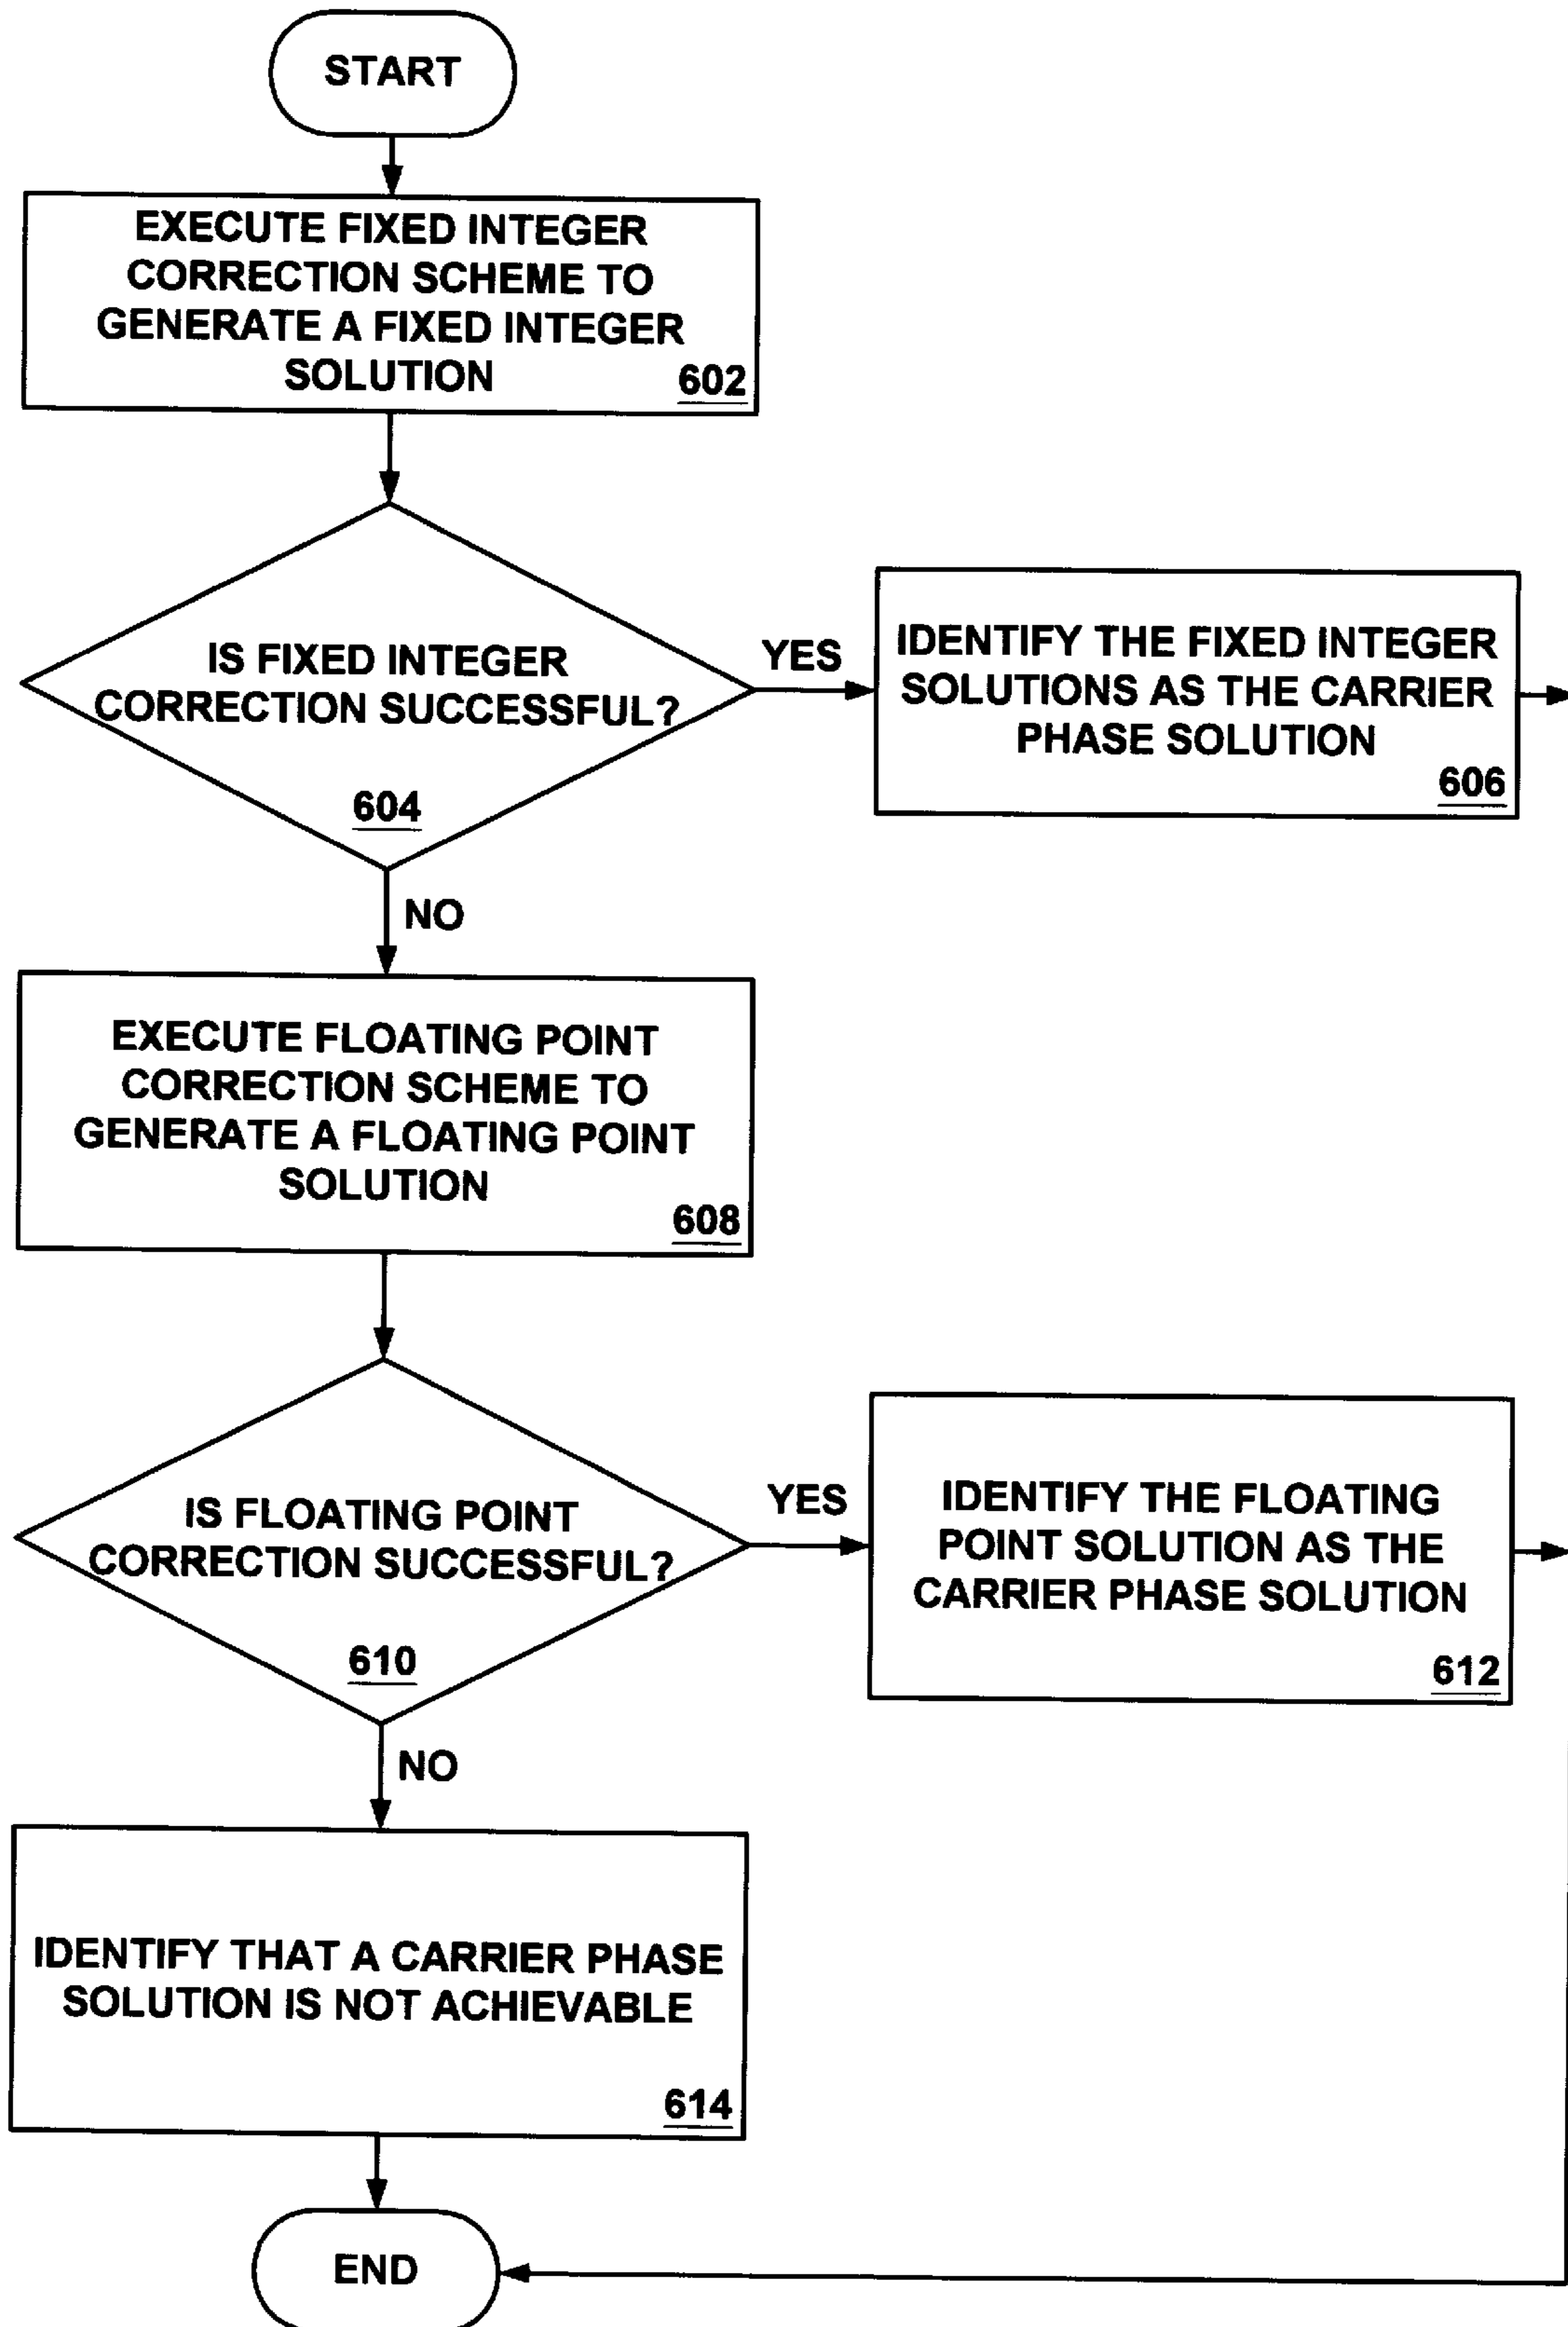 START
EXECUTE FIXED INTEGER
CORRECTION SCHEME TO
GENERATE A FIXED INTEGER
SOLUTION
602
IS FIXED INTEGER
CORRECTION SUCCESSFUL?
604
YES
IDENTIFY THE FIXED INTEGER
SOLUTIONS AS THE CARRIER
PHASE SOLUTION
606
NO
EXECUTE FLOATING POINT
CORRECTION SCHEME TO
GENERATE A FLOATING POINT
SOLUTION
608
IS FLOATING POINT
CORRECTION SUCCESSFUL?
610
YES
IDENTIFY THE FLOATING
POINT SOLUTION AS THE
CARRIER PHASE SOLUTION
612
NO
IDENTIFY THAT A CARRIER PHASE
SOLUTION IS NOT ACHIEVABLE
614
END